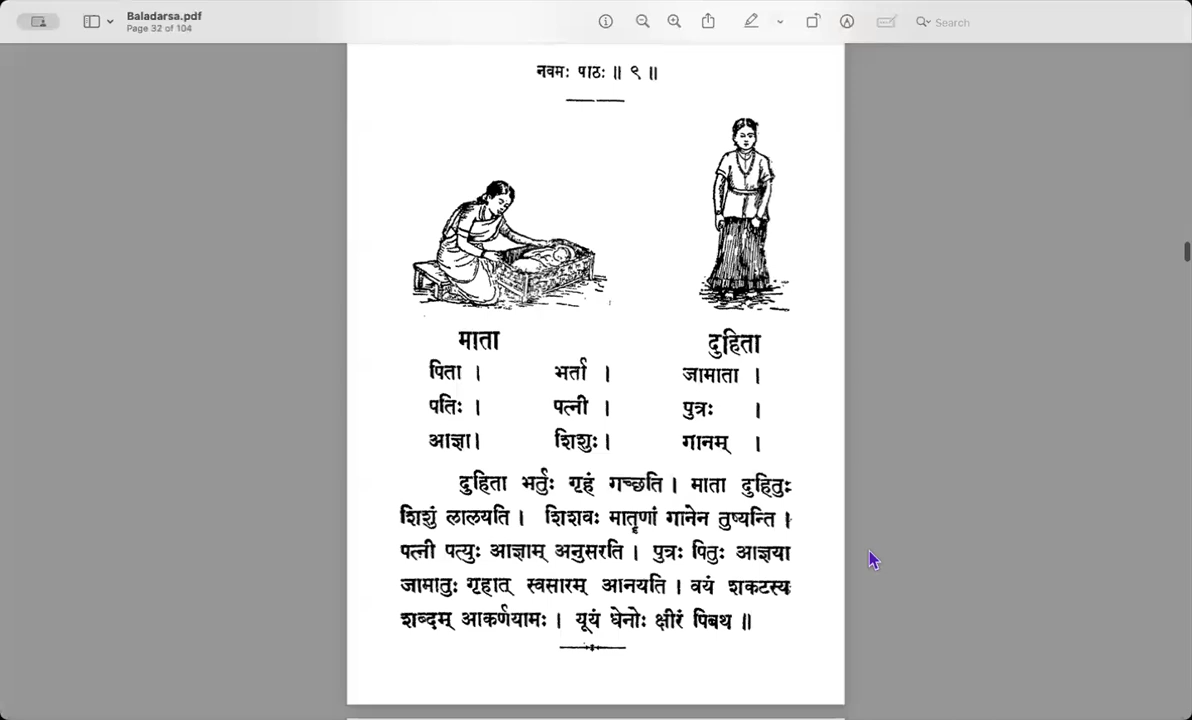 Baladarsa.pdf
Page 32 of 104
Search
नवमः पाठः ॥ ९ ॥
माता दुहिता
पिता । भर्ता । जामाता ।
पतिः । पत्नी । पुत्रः ।
आज्ञा। शिशुः। गानम् ।
दुहिता भर्तुः गृहं गच्छति । माता दुहितुः
शिशुं लालयति । शिशवः मातॄणां गानेन तुष्यन्ति ।
पत्नी पत्युः आज्ञाम् अनुसरति । पुत्रः पितुः आज्ञया
जामातुः गृहात् स्वसारम् आनयति । वयं शकटस्य
शब्दम् आकर्णयामः । यूयं धेनोः क्षीरं पिबथ ॥